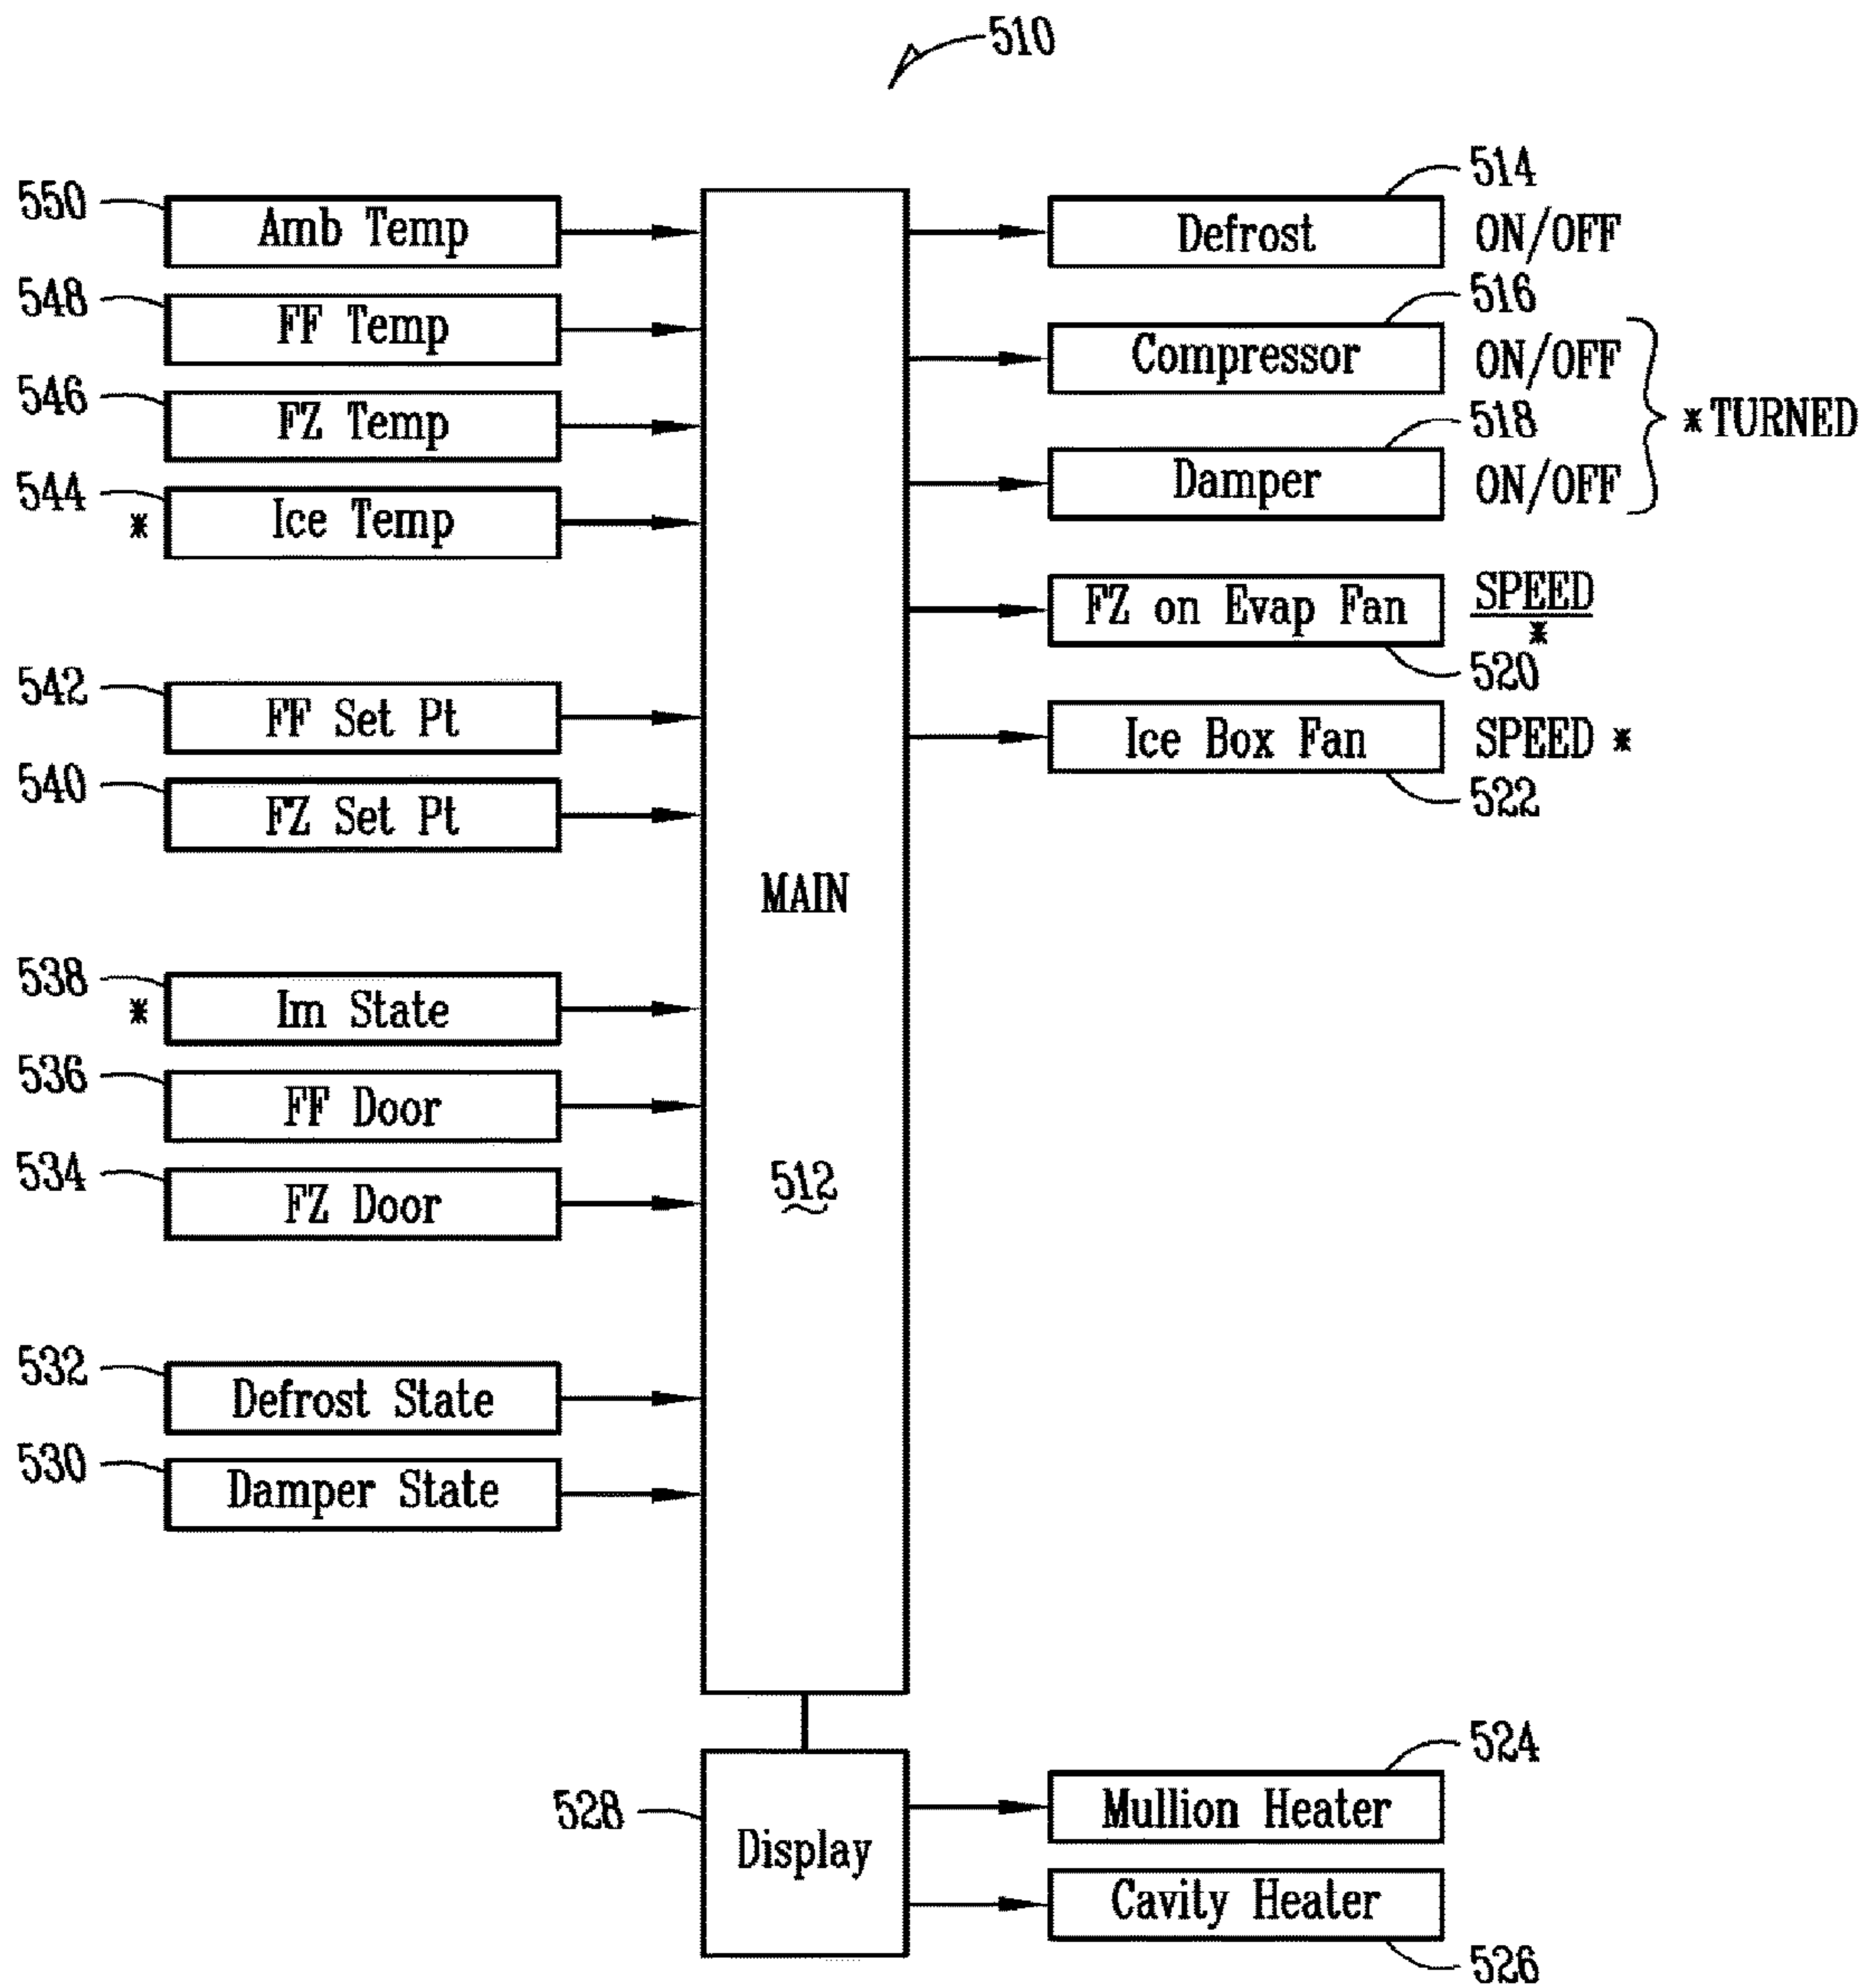 510
550
Amb Temp
548
FF Temp
546
FZ Temp
544
* Ice Temp
542
FF Set Pt
540
FZ Set Pt
538
* Im State
536
FF Door
534
FZ Door
532
Defrost State
530
Damper State
MAIN
512
514
Defrost ON/OFF
516
Compressor ON/OFF
518
Damper ON/OFF
* TURNED
FZ on Evap Fan SPEED
*
520
Ice Box Fan SPEED *
522
528
Display
524
Mullion Heater
Cavity Heater
526